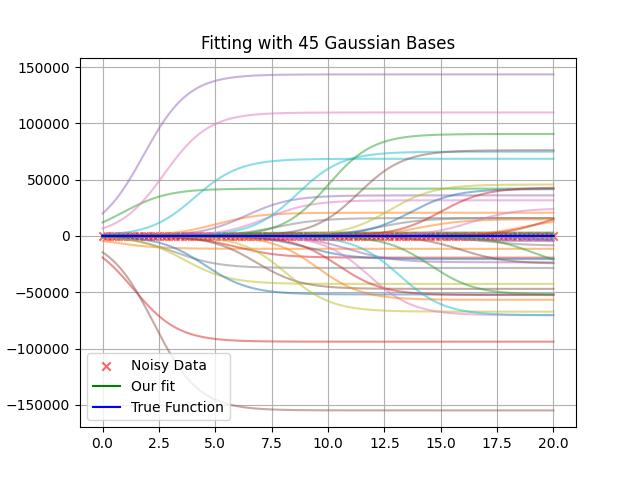 Fitting with 45 Gaussian Bases
150000
100000
50000
0
−50000
−100000
−150000
Noisy Data
Our fit
True Function
0.0 2.5 5.0 7.5 10.0 12.5 15.0 17.5 20.0